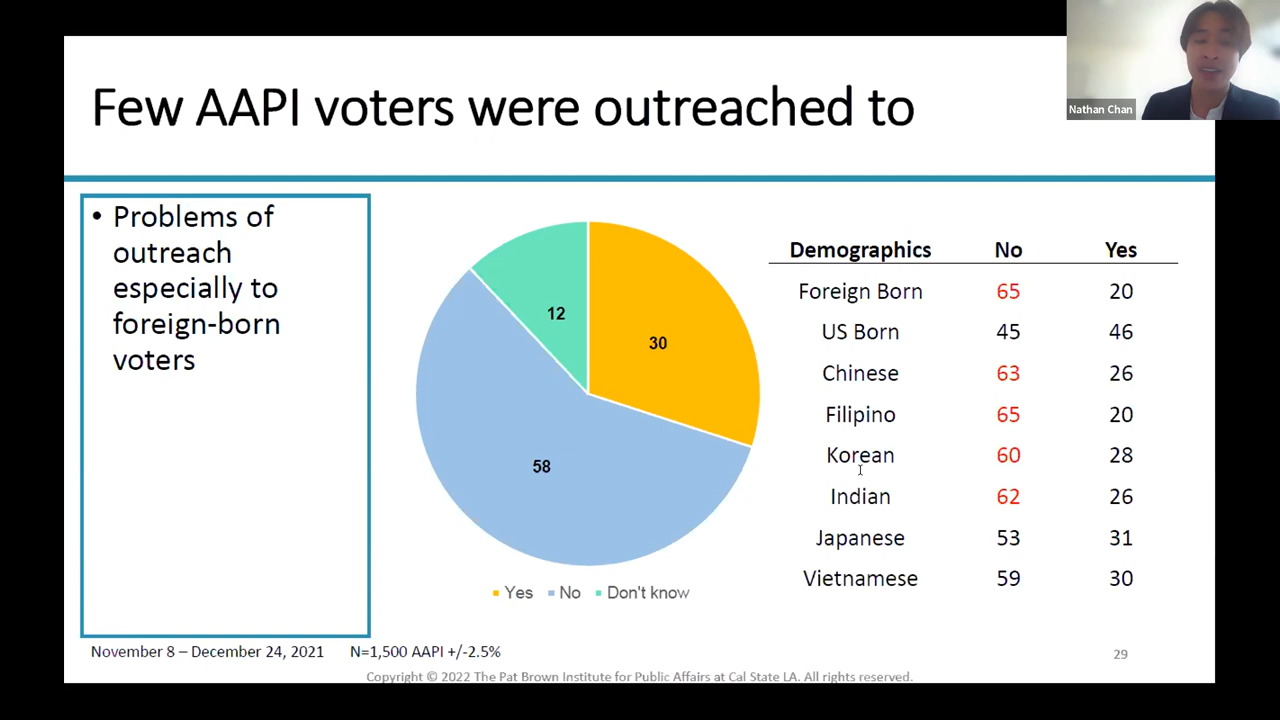 Nathan Chan
Few AAPI voters were outreached to
• Problems of
outreach
especially to
foreign-born
voters
12
30
58
Yes No Don't know
Demographics No Yes
Foreign Born 65 20
US Born 45 46
Chinese 63 26
Filipino 65 20
Korean 60 28
Indian 62 26
Japanese 53 31
Vietnamese 59 30
November 8 – December 24, 2021 N=1,500 AAPI +/-2.5%
29
Copyright © 2022 The Pat Brown Institute for Public Affairs at Cal State LA. All rights reserved.